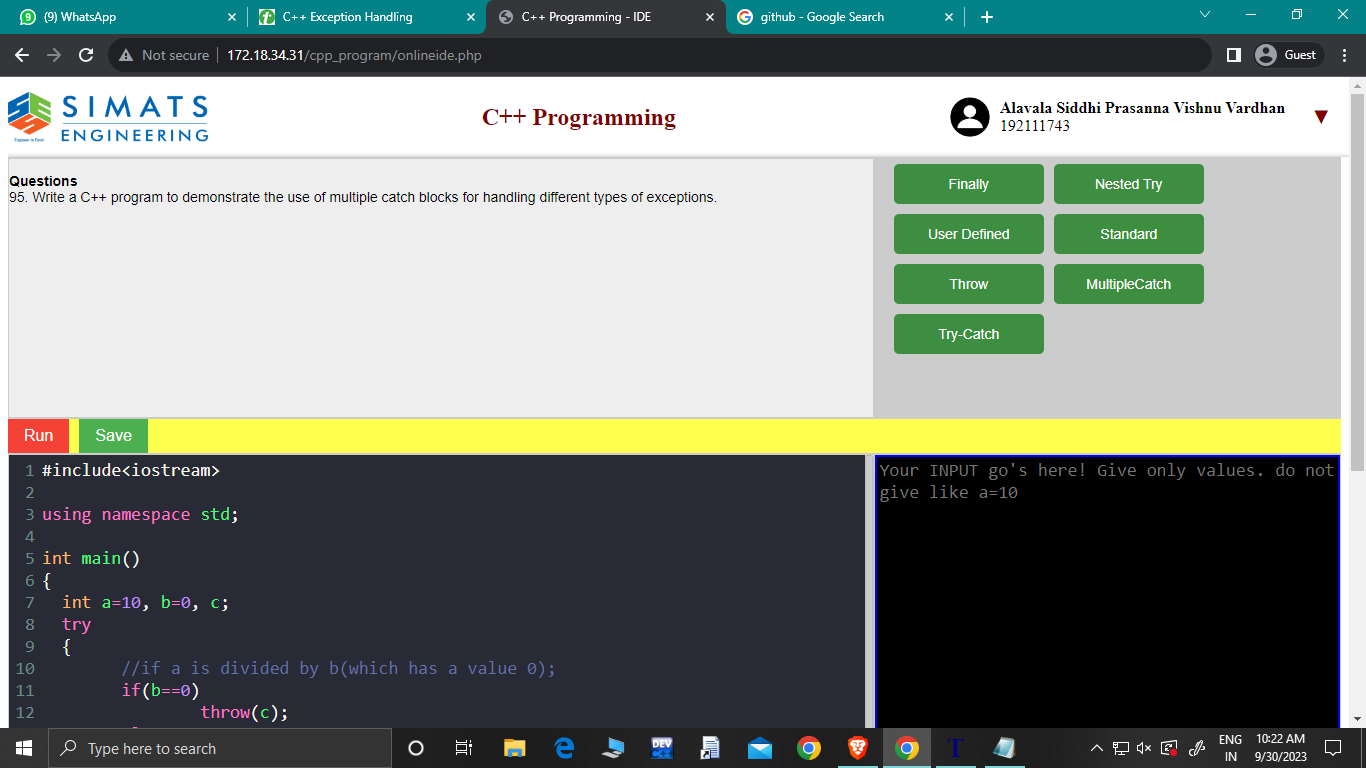 (9) WhatsApp
C++ Exception Handling
C++ Programming - IDE
github - Google Search
Not secure
172.18.34.31/cpp_program/onlineide.php
Guest
SIMATS
ENGINEERING
C++ Programming
Alavala Siddhi Prasanna Vishnu Vardhan
192111743
Questions
95. Write a C++ program to demonstrate the use of multiple catch blocks for handling different types of exceptions.
Finally
Nested Try
User Defined
Standard
Throw
MultipleCatch
Try-Catch
Run
Save
1 #include<iostream>
2
3 using namespace std;
4
5 int main()
6 {
7 int a=10, b=0, c;
8 try
9 {
10 //if a is divided by b(which has a value 0);
11 if(b==0)
12 throw(c);
Your INPUT go's here! Give only values. do not
give like a=10
Type here to search
DEV
ENG
IN
10:22 AM
9/30/2023